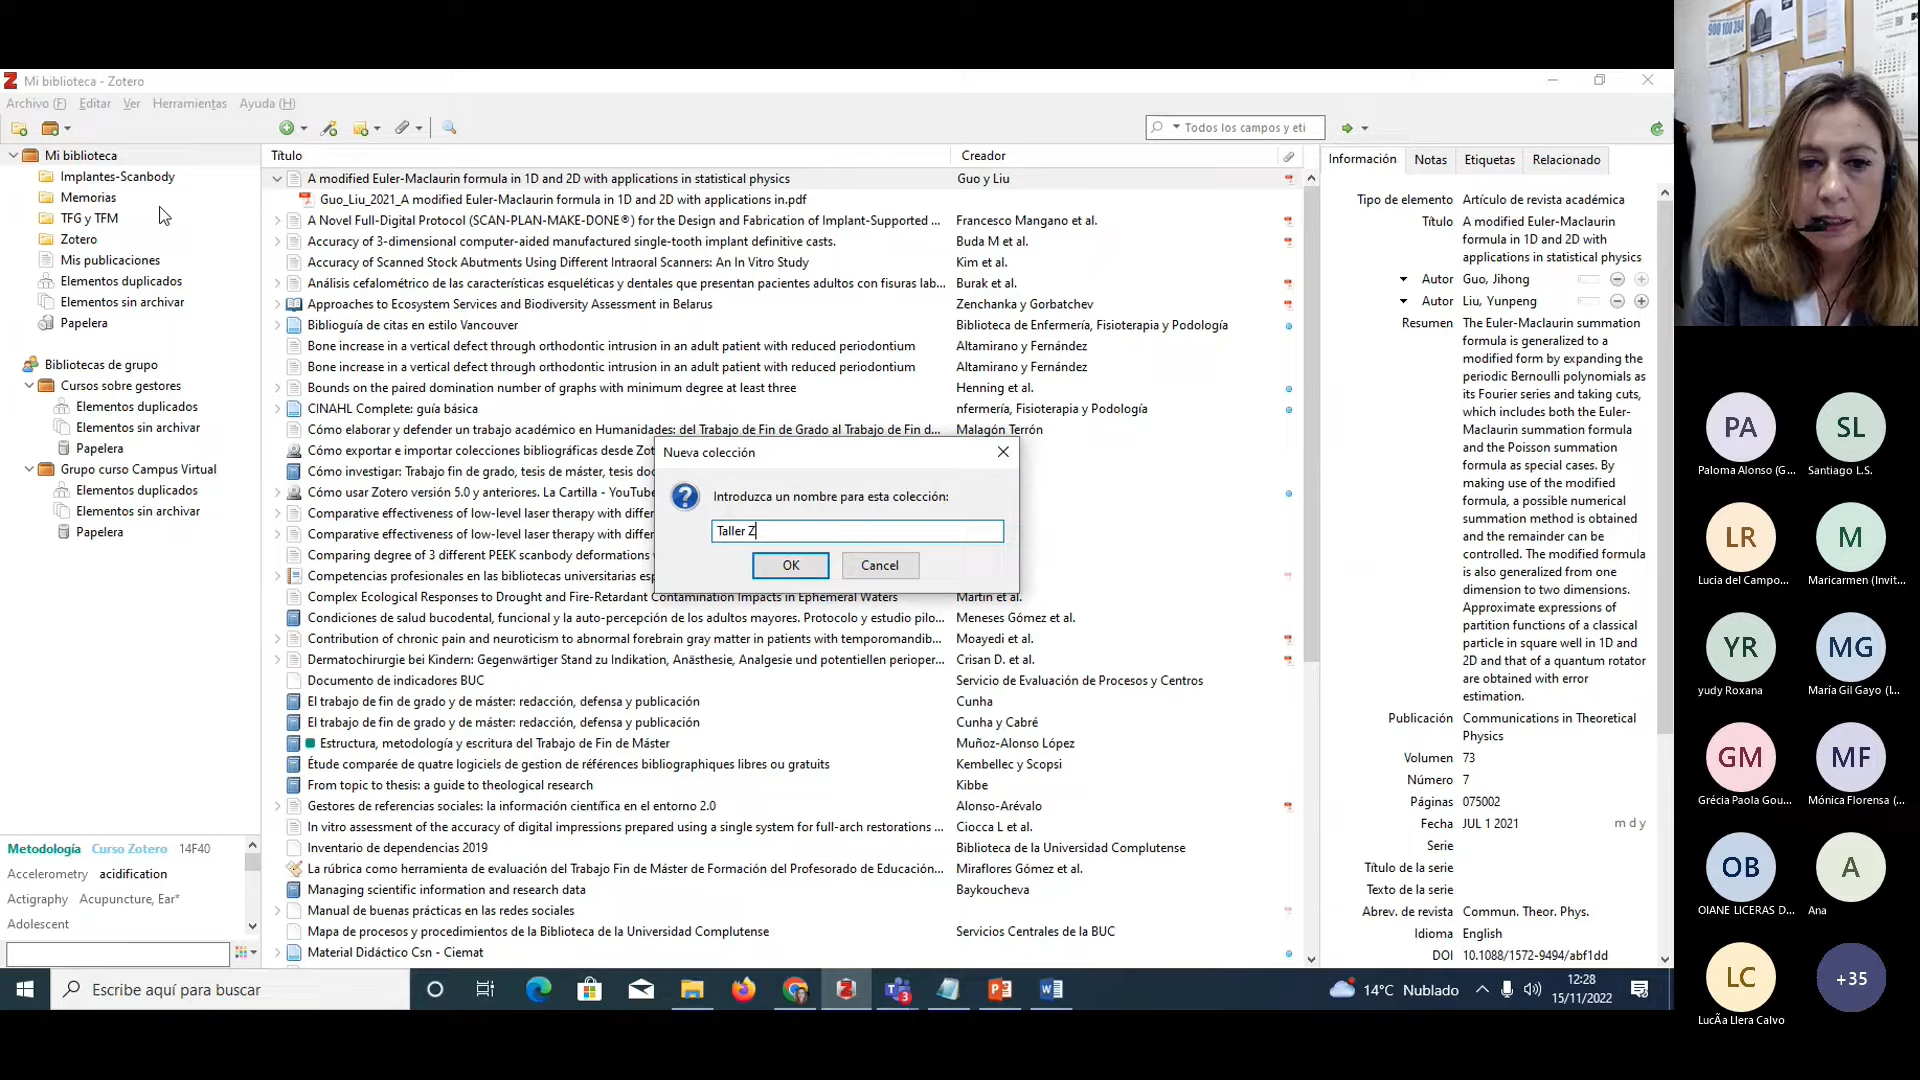 900 100 394
Mi biblioteca - Zotero
Archivo (F) Editar Ver Herramientas Ayuda (H)
Todos los campos y eti
Mi biblioteca
Implantes-Scanbody
Memorias
TFG y TFM
Zotero
Mis publicaciones
Elementos duplicados
Elementos sin archivar
Papelera
Bibliotecas de grupo
Cursos sobre gestores
Elementos duplicados
Elementos sin archivar
Papelera
Grupo curso Campus Virtual
Elementos duplicados
Elementos sin archivar
Papelera
Metodología Curso Zotero 14F40
Accelerometry acidification
Actigraphy Acupunture, Ear*
Adolescent
Título Creador
A modified Euler-Maclaurin formula in 1D and 2D with applications in statistical physics Guo y Liu
Guo_Liu_2021_A modified Euler-Maclaurin formula in 1D and 2D with applications in.pdf
A Novel Full-Digital Protocol (SCAN-PLAN-MAKE-DONE®) for the Design and Fabrication of Implant-Supported ... Francesco Mangano et al.
Accuracy of 3-dimensional computer-aided manufactured single-tooth implant definitive casts. Buda M et al.
Accuracy of Scanned Stock Abutments Using Different Intraoral Scanners: An In Vitro Study Kim et al.
Análisis cefalométrico de las características esqueléticas y dentales que presentan pacientes adultos con fisuras lab... Burak et al.
Approaches to Ecosystem Services and Biodiversity Assessment in Belarus Zenchanka y Gorbatchev
Biblioguía de citas en estilo Vancouver Biblioteca de Enfermería, Fisioterapia y Podología
Bone increase in a vertical defect through orthodontic intrusion in an adult patient with reduced periodontium Altamirano y Fernández
Bone increase in a vertical defect through orthodontic intrusion in an adult patient with reduced periodontium Altamirano y Fernández
Bounds on the paired domination number of graphs with minimum degree at least three Henning et al.
CINAHL Complete: guía básica nfermería, Fisioterapia y Podología
Cómo elaborar y defender un trabajo académico en Humanidades: del Trabajo de Fin de Grado al Trabajo de Fin d... Malagón Terrón
Cómo exportar e importar colecciones bibliográficas desde Zot
Cómo investigar: Trabajo fin de grado, tesis de máster, tesis doc
Cómo usar Zotero versión 5.0 y anteriores. La Cartilla - YouTube
Comparative effectiveness of low-level laser therapy with differ
Comparative effectiveness of low-level laser therapy with differ
Comparing degree of 3 different PEEK scanbody deformations
Competencias profesionales en las bibliotecas universitarias esp
Complex Ecological Responses to Drought and Fire-Retardant Contamination Impacts in Ephemeral Waters Martin et al.
Condiciones de salud bucodental, funcional y la auto-percepción de los adultos mayores. Protocolo y estudio pilo... Meneses Gómez et al.
Contribution of chronic pain and neuroticism to abnormal forebrain gray matter in patients with temporomandib... Moayedi et al.
Dermatochirurgie bei Kindern: Gegenwärtiger Stand zu Indikation, Anästhesie, Analgesie und potentiellen perioper... Crisan D. et al.
Documento de indicadores BUC Servicio de Evaluación de Procesos y Centros
El trabajo de fin de grado y de máster: redacción, defensa y publicación Cunha
El trabajo de fin de grado y de máster: redacción, defensa y publicación Cunha y Cabré
Estructura, metodología y escritura del Trabajo de Fin de Máster Muñoz-Alonso López
Étude comparée de quatre logiciels de gestion de références bibliographiques libres ou gratuits Kembellec y Scopsi
From topic to thesis: a guide to theological research Kibbe
Gestores de referencias sociales: la información científica en el entorno 2.0 Alonso-Arévalo
In vitro assessment of the accuracy of digital impressions prepared using a single system for full-arch restorations ... Ciocca L et al.
Inventario de dependencias 2019 Biblioteca de la Universidad Complutense
La rúbrica como herramienta de evaluación del Trabajo Fin de Máster de Formación del Profesorado de Educación... Miraflores Gómez et al.
Managing scientific information and research data Baykoucheva
Manual de buenas prácticas en las redes sociales
Mapa de procesos y procedimientos de la Biblioteca de la Universidad Complutense Servicios Centrales de la BUC
Material Didáctico Csn - Ciemat
Nueva colección
Introduzca un nombre para esta colección:
Taller Z
OK Cancel
Información Notas Etiquetas Relacionado
Tipo de elemento Artículo de revista académica
Título A modified Euler-Maclaurin
formula in 1D and 2D with
applications in statistical physics
Autor Guo, Jihong
Autor Liu, Yunpeng
Resumen The Euler-Maclaurin summation
formula is generalized to a
modified form by expanding the
periodic Bernoulli polynomials as
its Fourier series and taking cuts,
which includes both the Euler-
Maclaurin summation formula
and the Poisson summation
formula as special cases. By
making use of the modified
formula, a possible numerical
summation method is obtained
and the remainder can be
controlled. The modified formula
is also generalized from one
dimension to two dimensions.
Approximate expressions of
partition functions of a classical
particle in square well in 1D and
2D and that of a quantum rotator
are obtained with error
estimation.
Publicación Communications in Theoretical
Physics
Volumen 73
Número 7
Páginas 075002
Fecha JUL 1 2021 m d y
Serie
Título de la serie
Texto de la serie
Abrev. de revista Commun. Theor. Phys.
Idioma English
DOI 10.1088/1572-9494/abf1dd
Escribe aquí para buscar
3
14°C Nublado
12:28
15/11/2022
PA SL
Paloma Alonso (G... Santiago L.S.
LR M
Lucia del Campo... Maricarmen (Invit...
YR MG
yudy Roxana María Gil Gayo (I...
GM MF
Grécia Paola Gou... Mónica Florensa (...
OB A
OIANE LICERAS D... Ana
LC +35
LucÃa Llera Calvo